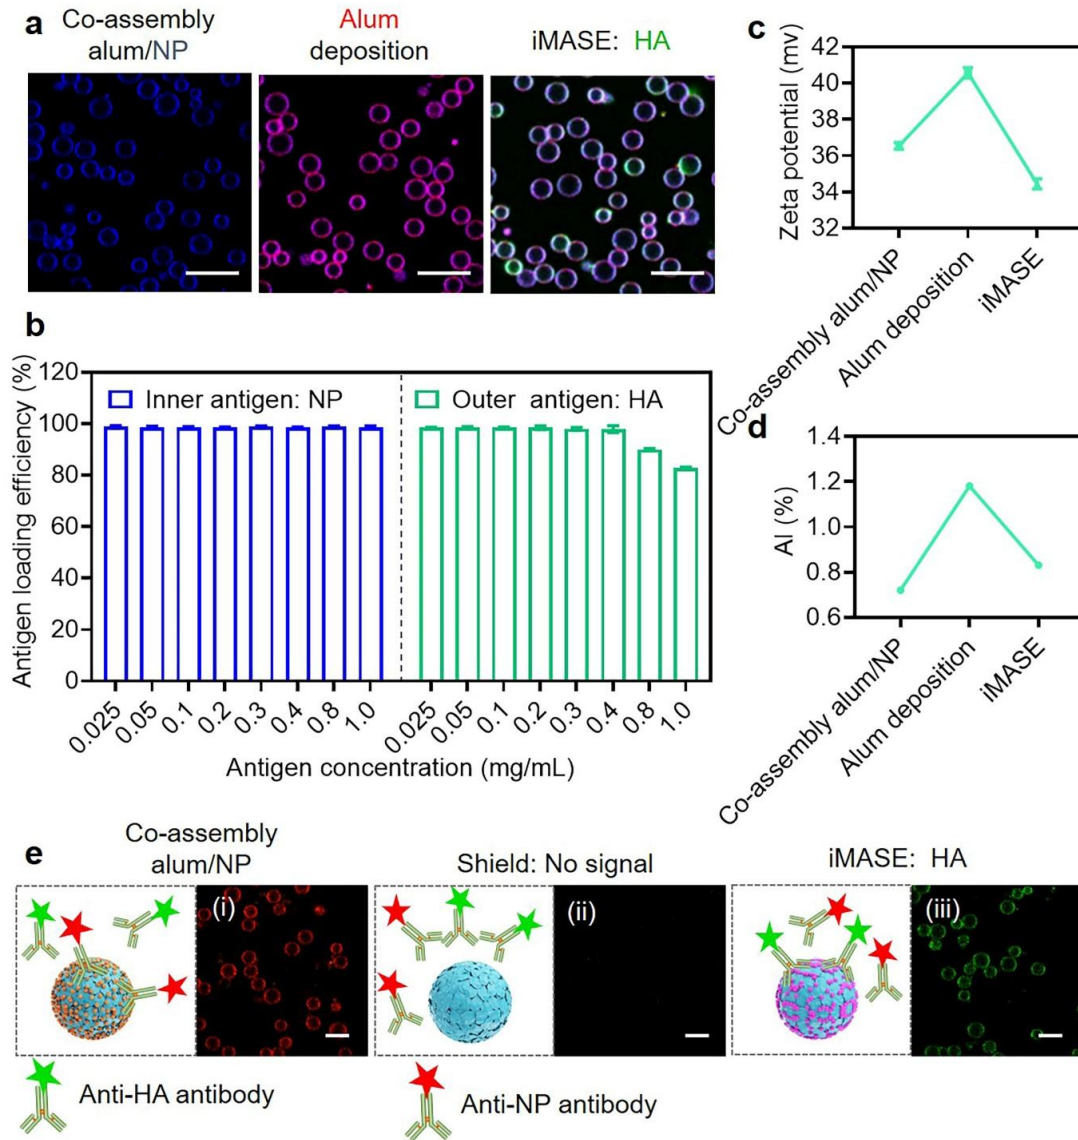 a
Co-assembly
alum/NP
Alum
deposition
iMASE: HA
b
Antigen loading efficiency (%)
120
100
80
60
40
20
0
Inner antigen: NP
Outer antigen: HA
0.025
0.05
0.1
0.2
0.3
0.4
0.8
1.0
0.025
0.05
0.1
0.2
0.3
0.4
0.8
1.0
Antigen concentration (mg/mL)
c
Zeta potential (mv)
42
40
38
36
34
32
Co-assembly alum/NP
Alum deposition
iMASE
d
Al (%)
1.4
1.2
1.0
0.8
0.6
Co-assembly alum/NP
Alum deposition
iMASE
e
Co-assembly
alum/NP
(i)
Shield: No signal
(ii)
iMASE: HA
(iii)
Anti-HA antibody
Anti-NP antibody